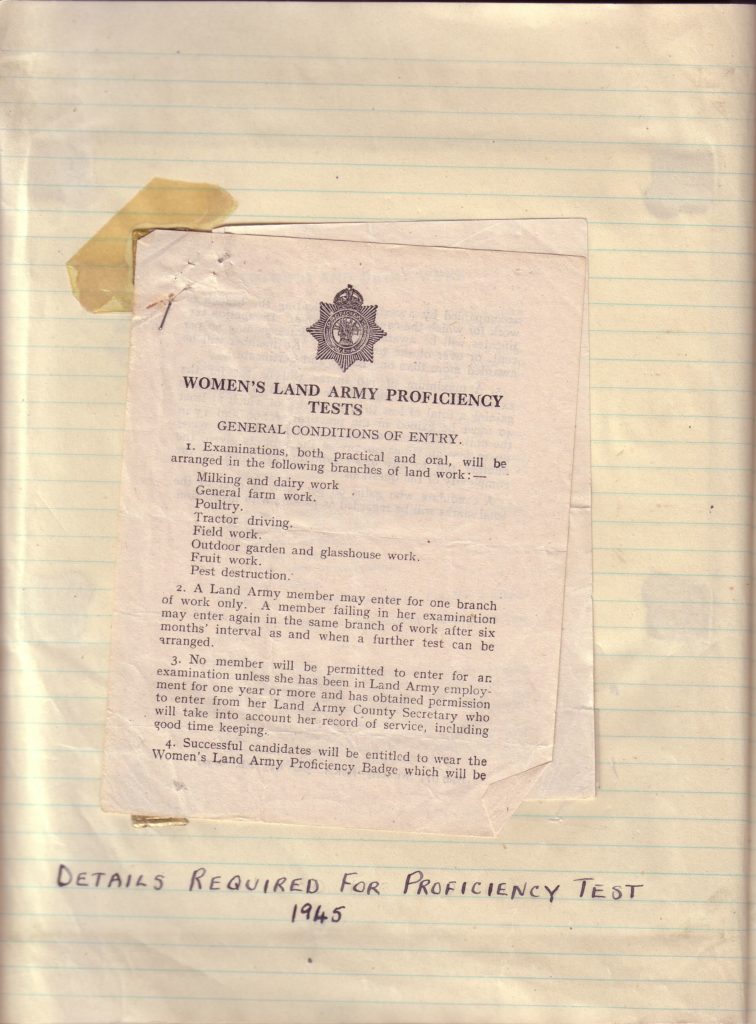 WOMEN'S LAND ARMY PROFICIENCY
TESTS
GENERAL CONDITIONS OF ENTRY.
1. Examinations, both practical and oral, will be
arranged in the following branches of land work:—
Milking and dairy work
General farm work.
Poultry.
Tractor driving.
Field work.
Outdoor garden and glasshouse work.
Fruit work.
Pest destruction.
2. A Land Army member may enter for one branch
of work only. A member failing in her examination
may enter again in the same branch of work after six
months' interval as and when a further test can be
arranged.
3. No member will be permitted to enter for an
examination unless she has been in Land Army employ-
ment for one year or more and has obtained permission
to enter from her Land Army County Secretary who
will take into account her record of service, including
good time keeping.
4. Successful candidates will be entitled to wear the
Women's Land Army Proficiency Badge which will be
DETAILS REQUIRED FOR PROFICIENCY TEST
1945